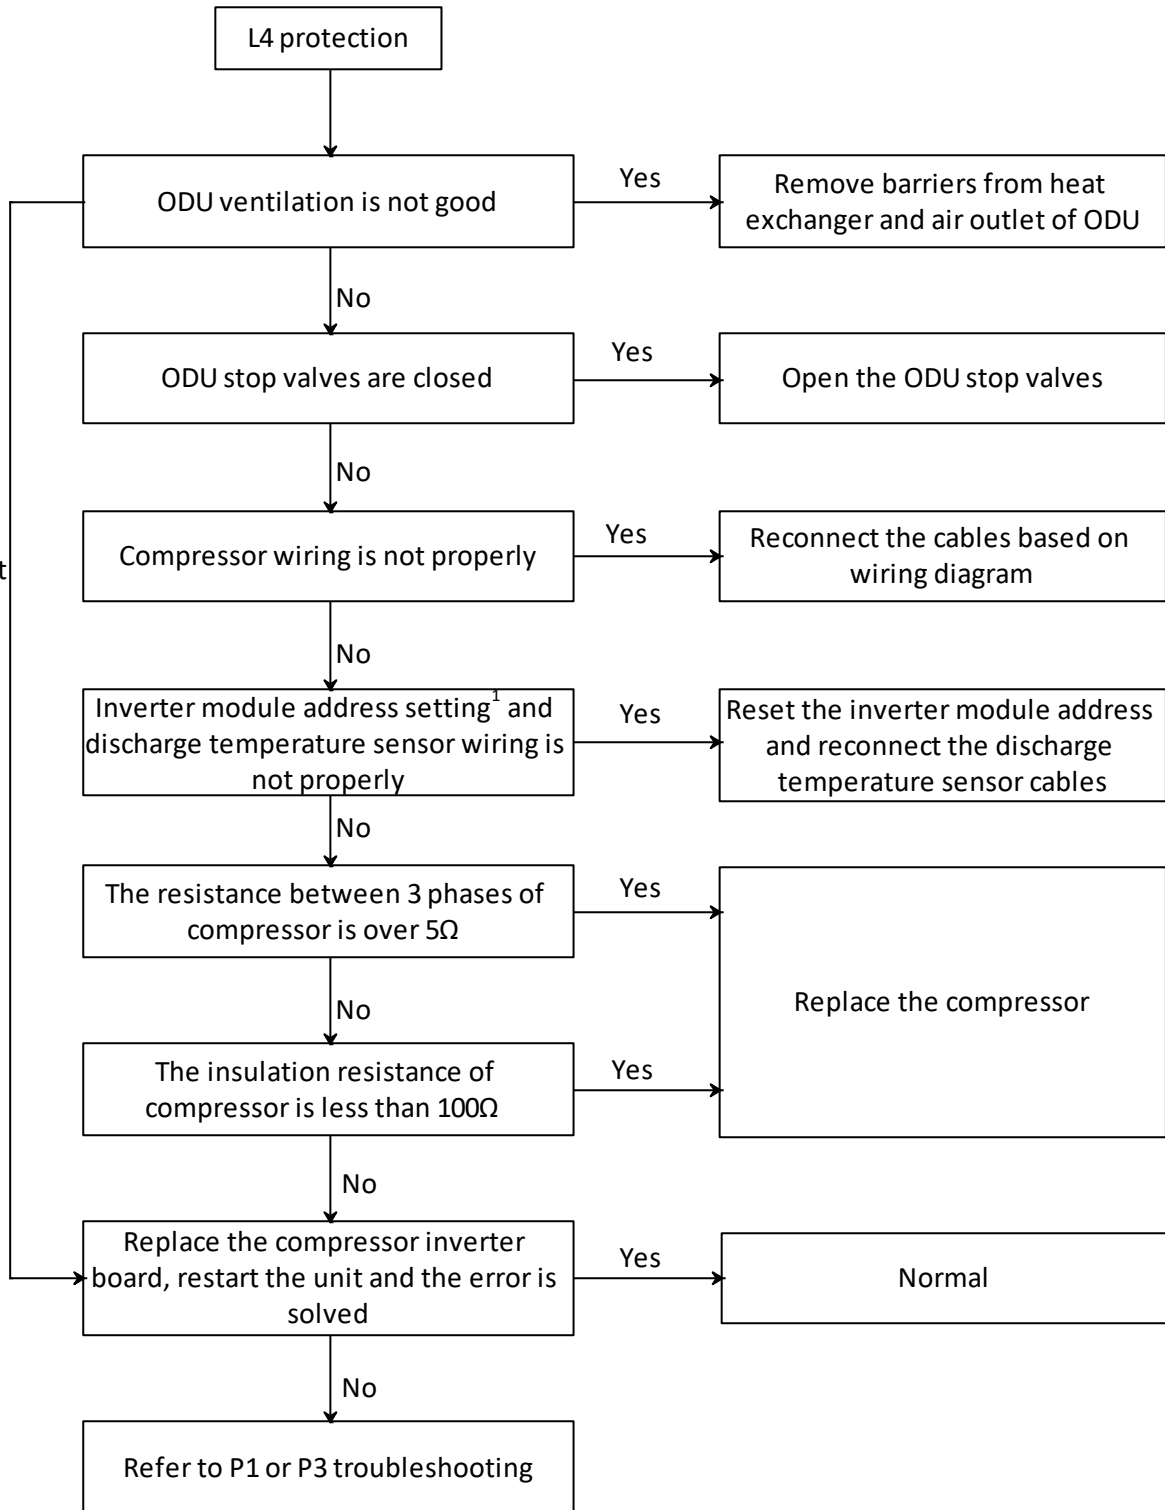 L4 protection
ODU ventilation is not good
Yes
Remove barriers from heat
exchanger and air outlet of ODU
No
ODU stop valves are closed
Yes
Open the ODU stop valves
No
Compressor wiring is not properly
Yes
Reconnect the cables based on
wiring diagram
t
No
Inverter module address setting¹ and
discharge temperature sensor wiring is
not properly
Yes
Reset the inverter module address
and reconnect the discharge
temperature sensor cables
No
The resistance between 3 phases of
compressor is over 5Ω
Yes
Replace the compressor
No
The insulation resistance of
compressor is less than 100Ω
Yes
No
Replace the compressor inverter
board, restart the unit and the error is
solved
Yes
Normal
No
Refer to P1 or P3 troubleshooting